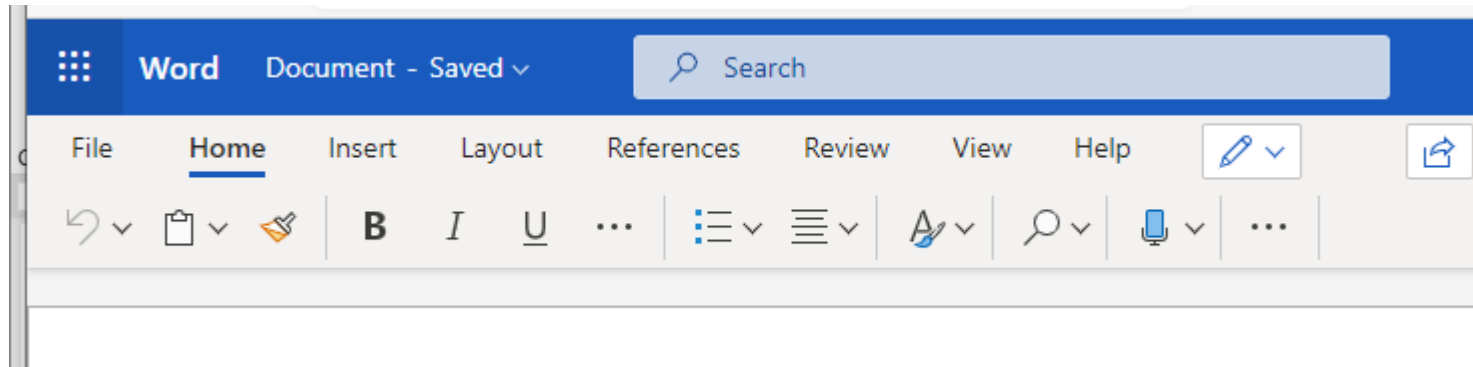 Word Document - Saved Search
File Home Insert Layout References Review View Help
B I U